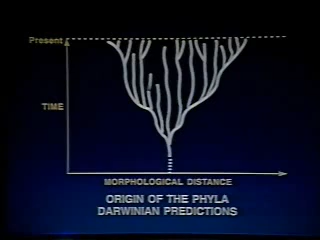 Present
TIME
MORPHOLOGICAL DISTANCE
ORIGIN OF THE PHYLA
DARWINIAN PREDICTIONS